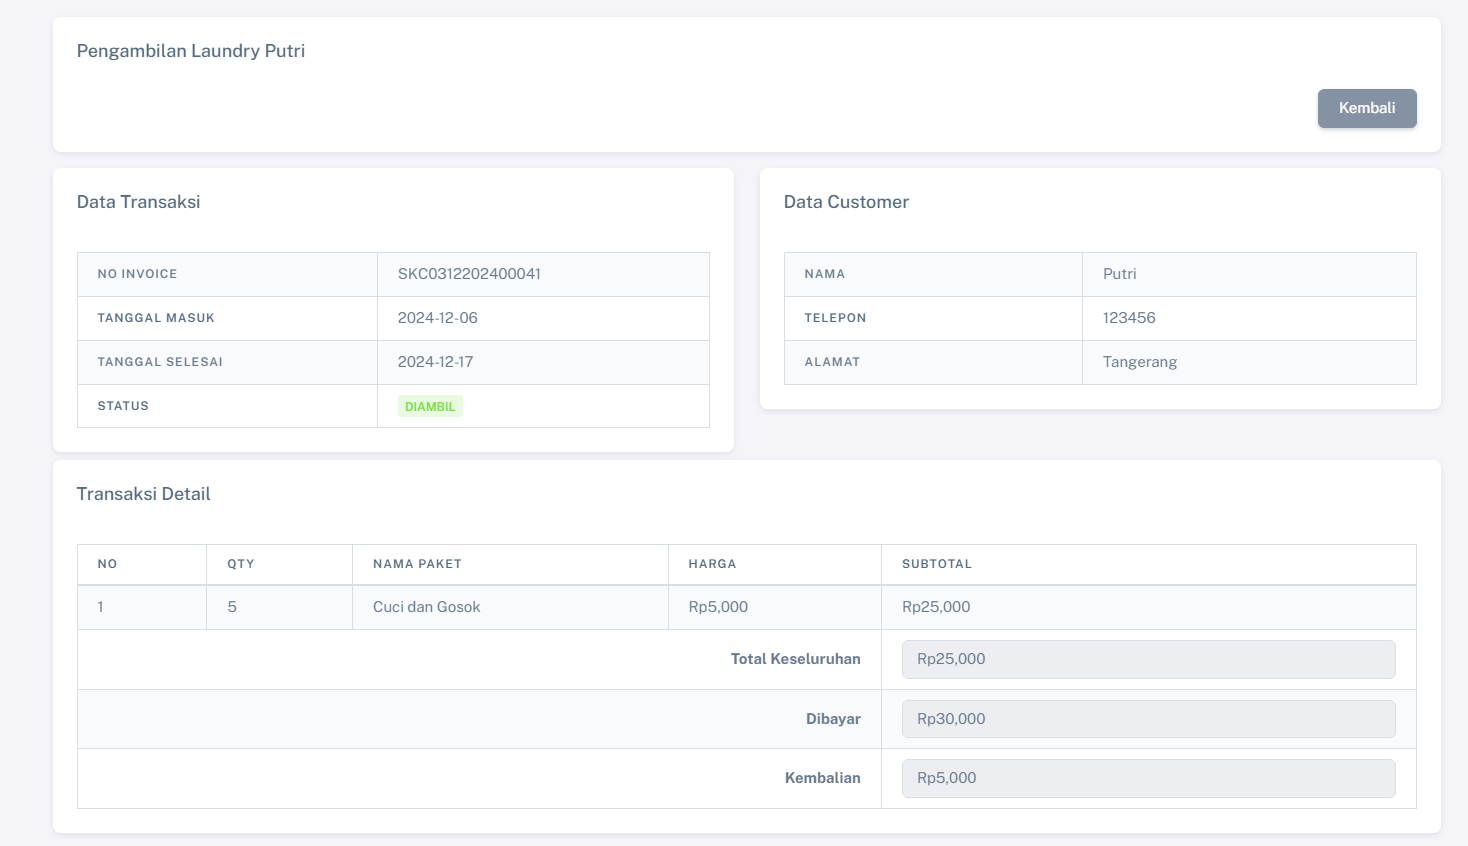 Pengambilan Laundry Putri
Kembali
Data Transaksi
NO INVOICE SKC0312202400041
TANGGAL MASUK 2024-12-06
TANGGAL SELESAI 2024-12-17
STATUS DIAMBIL
Data Customer
NAMA Putri
TELEPON 123456
ALAMAT Tangerang
Transaksi Detail
NO QTY NAMA PAKET HARGA SUBTOTAL
1 5 Cuci dan Gosok Rp5,000 Rp25,000
Total Keseluruhan Rp25,000
Dibayar Rp30,000
Kembalian Rp5,000